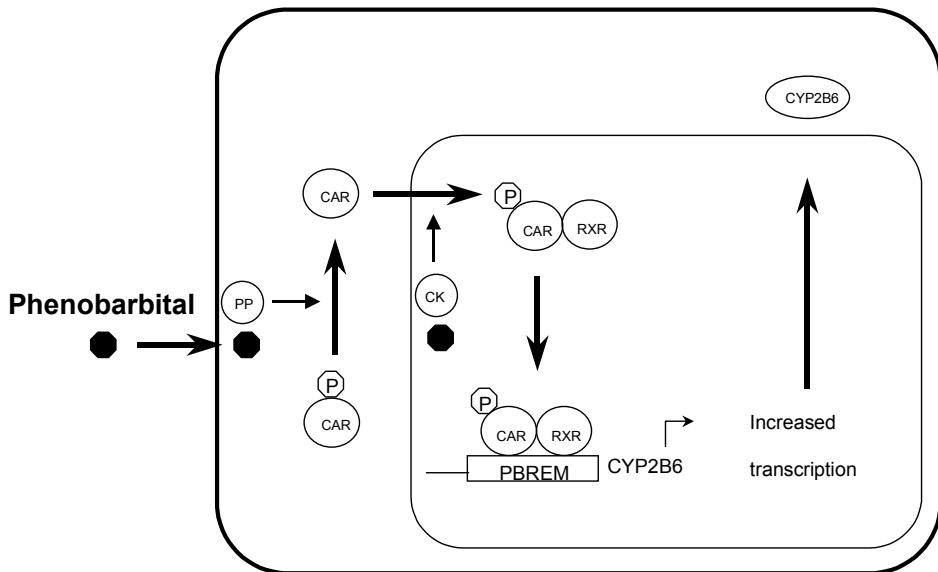 CYP2B6
CAR
P
CAR
RXR
Phenobarbital
PP
CK
P
CAR
P
CAR
RXR
PBREM
CYP2B6
Increased
transcription